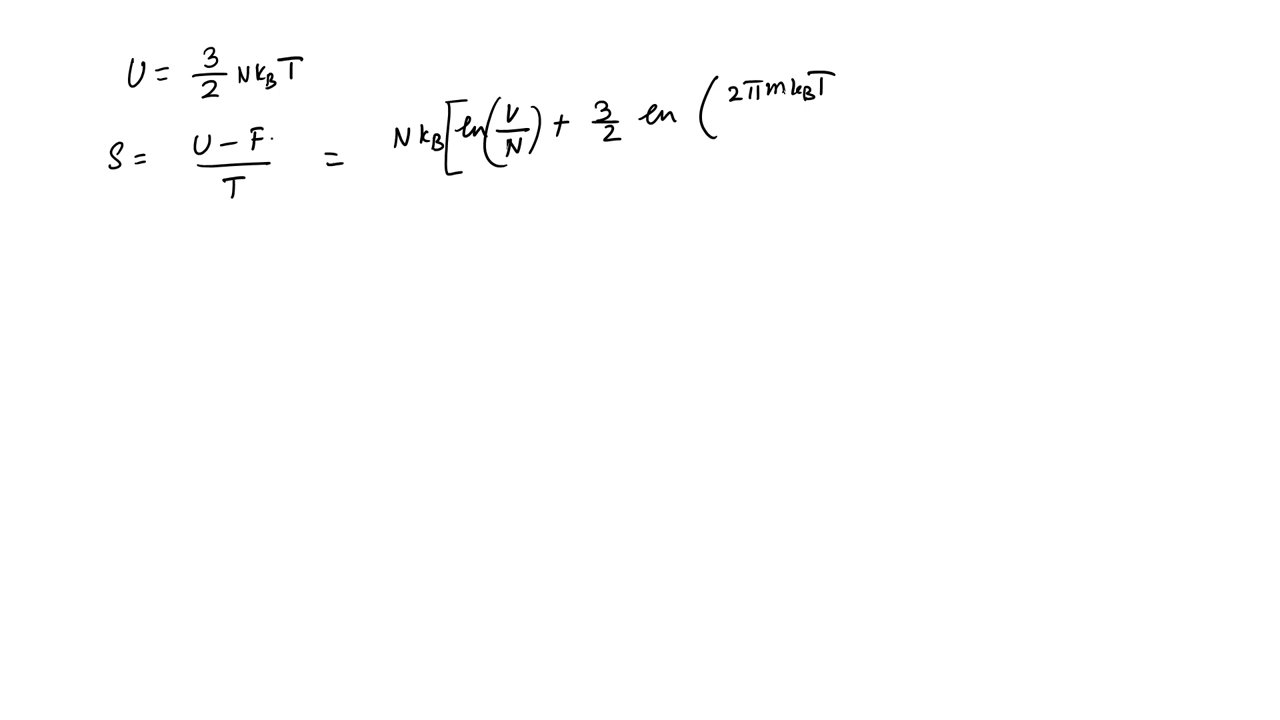 U = 3/2 N k_B T
S = (U - F)/T = N k_B [ ln(V/N) + 3/2 ln ( 2πm k_B T